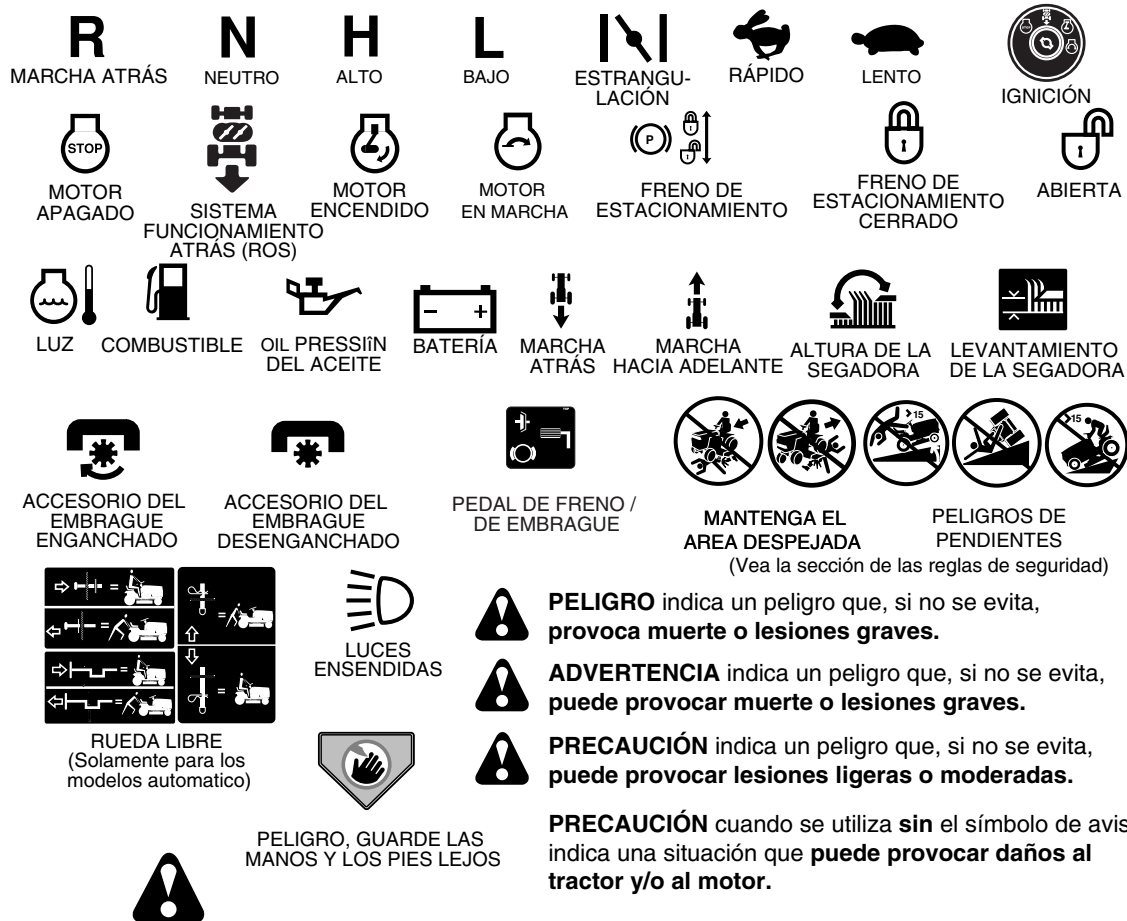 R N H L
MARCHA ATRÁS NEUTRO ALTO BAJO ESTRANGU-
LACIÓN RÁPIDO LENTO IGNICIÓN
STOP
MOTOR
APAGADO
SISTEMA
FUNCIONAMIENTO
ATRÁS (ROS)
MOTOR
ENCENDIDO
MOTOR
EN MARCHA
P
FRENO DE
ESTACIONAMIENTO
FRENO DE
ESTACIONAMIENTO
CERRADO
ABIERTA
LUZ
COMBUSTIBLE
OIL PRESSIîN
DEL ACEITE
- +
BATERÍA
MARCHA
ATRÁS
MARCHA
HACIA ADELANTE
ALTURA DE LA
SEGADORA
LEVANTAMIENTO
DE LA SEGADORA
ACCESORIO DEL
EMBRAGUE
ENGANCHADO
ACCESORIO DEL
EMBRAGUE
DESENGANCHADO
PEDAL DE FRENO /
DE EMBRAGUE
>15
>15
MANTENGA EL
AREA DESPEJADA
PELIGROS DE
PENDIENTES
(Vea la sección de las reglas de seguridad)
= =
= =
= =
RUEDA LIBRE
(Solamente para los
modelos automatico)
LUCES
ENSENDIDAS
PELIGRO, GUARDE LAS
MANOS Y LOS PIES LEJOS
PELIGRO indica un peligro que, si no se evita,
provoca muerte o lesiones graves.
ADVERTENCIA indica un peligro que, si no se evita,
puede provocar muerte o lesiones graves.
PRECAUCIÓN indica un peligro que, si no se evita,
puede provocar lesiones ligeras o moderadas.
PRECAUCIÓN cuando se utiliza sin el símbolo de avis
indica una situación que puede provocar daños al
tractor y/o al motor.